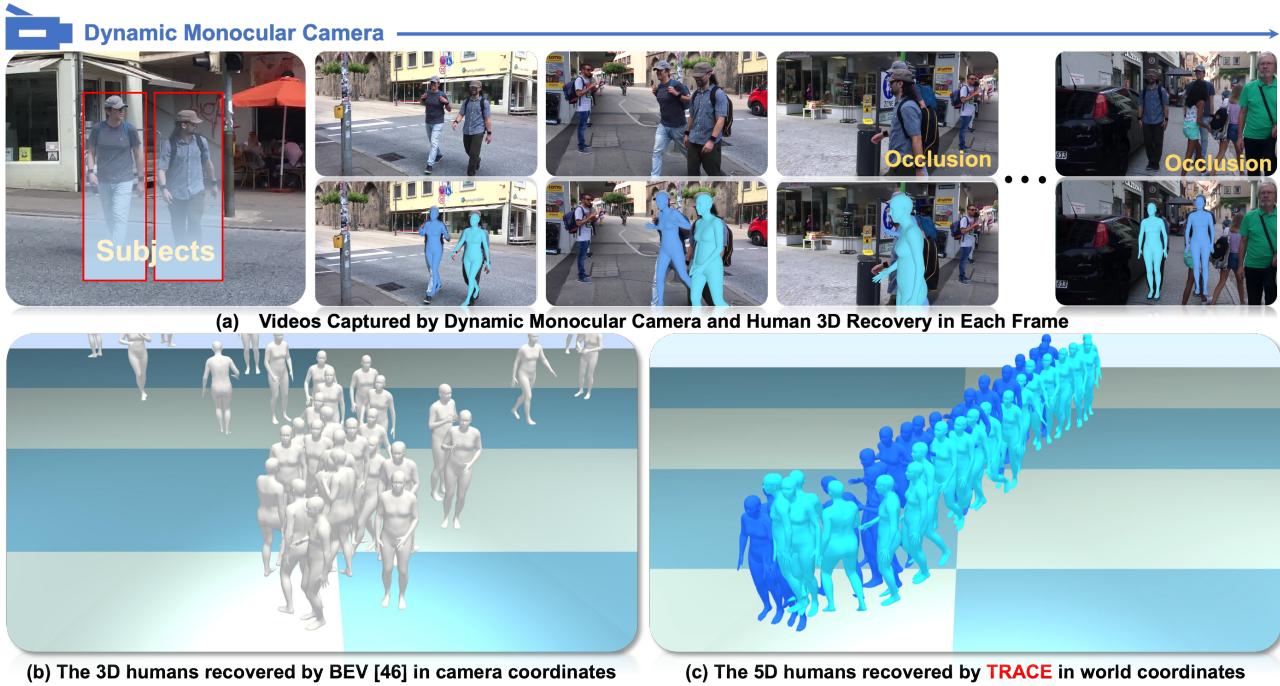 Dynamic Monocular Camera
Subjects
Occlusion
Occlusion
(a) Videos Captured by Dynamic Monocular Camera and Human 3D Recovery in Each Frame
(b) The 3D humans recovered by BEV [46] in camera coordinates
(c) The 5D humans recovered by TRACE in world coordinates